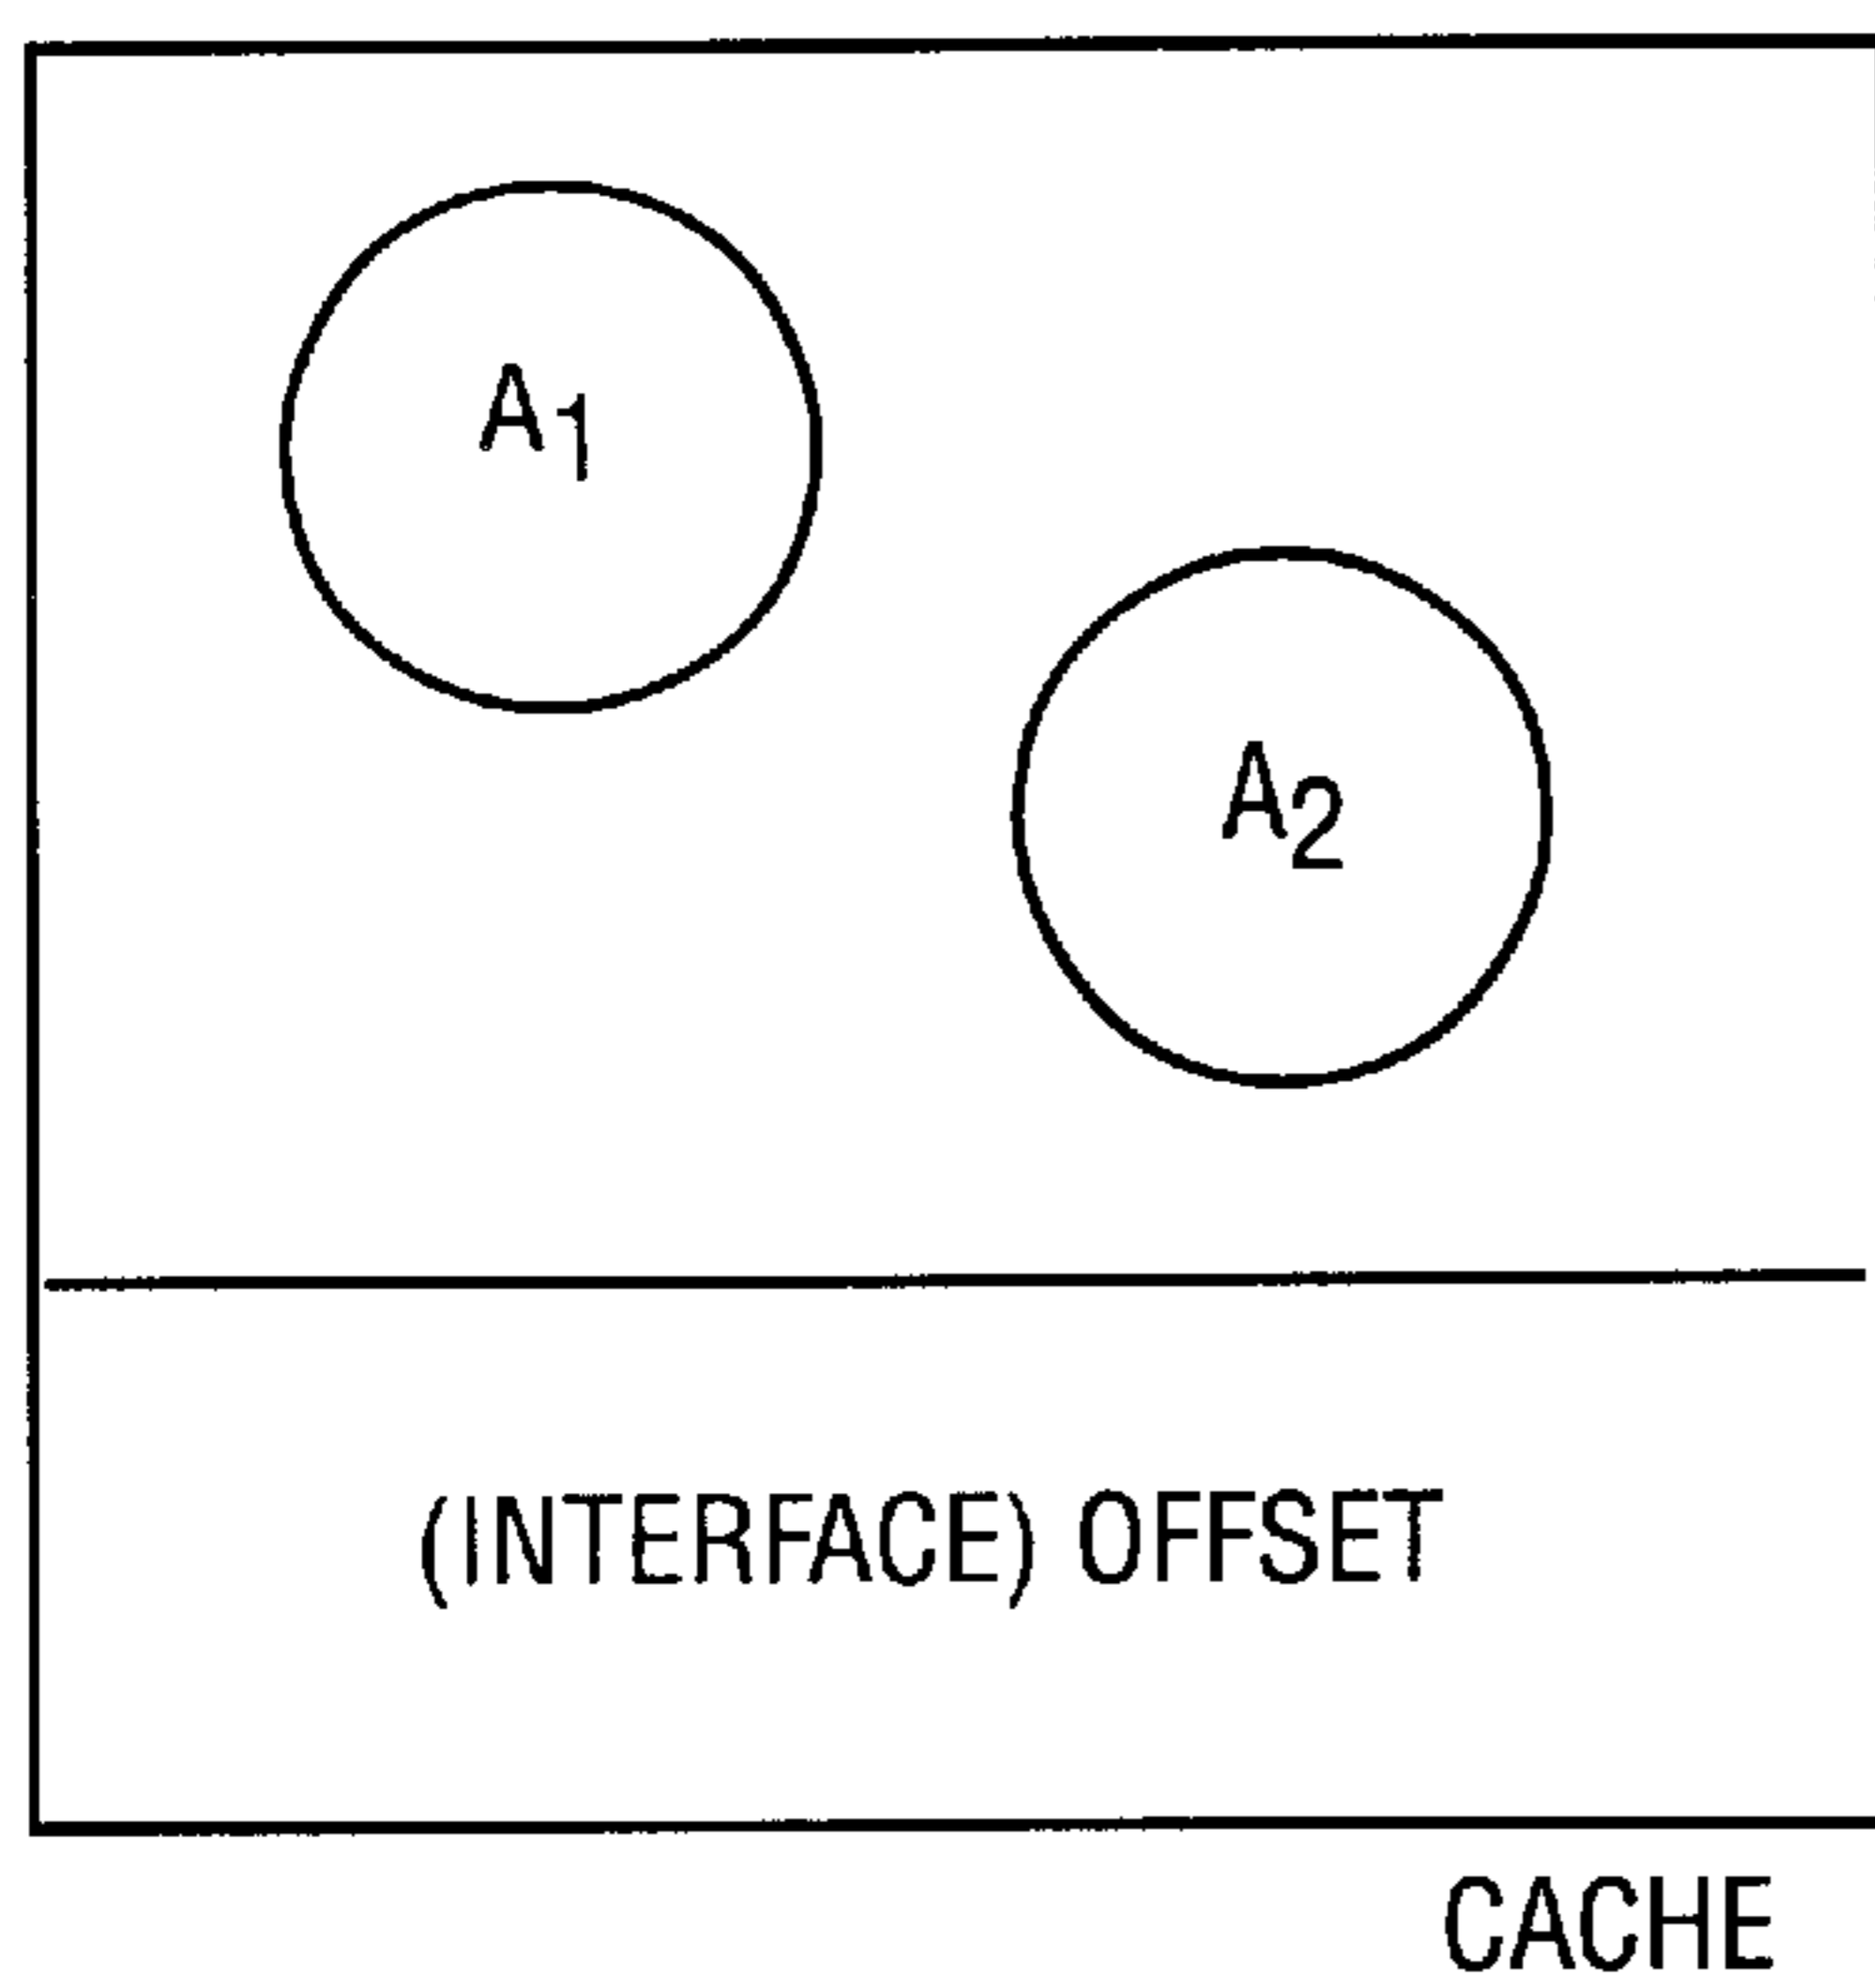 A1
A2
(INTERFACE) OFFSET
CACHE